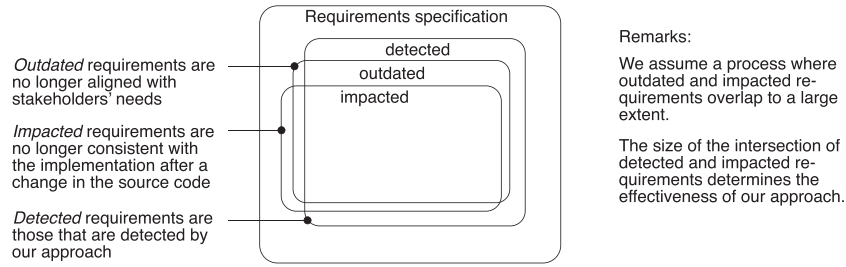 Requirements specification
detected
outdated
impacted
Outdated requirements are
no longer aligned with
stakeholders' needs
Impacted requirements are
no longer consistent with
the implementation after a
change in the source code
Detected requirements are
those that are detected by
our approach
Remarks:
We assume a process where
outdated and impacted re-
quirements overlap to a large
extent.
The size of the intersection of
detected and impacted re-
quirements determines the
effectiveness of our approach.